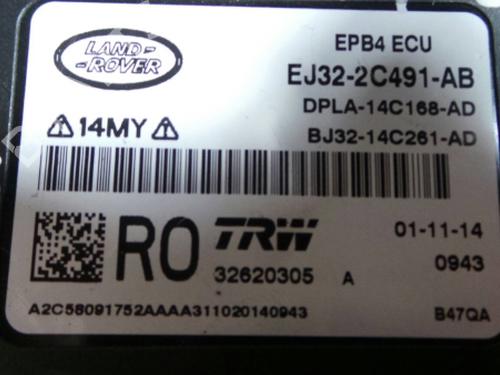 LAND-
-ROVER
EPB4 ECU
EJ32-2C491-AB
DPLA-14C168-AD
14MY
BJ32-14C261-AD
RO
TRW
01-11-14
32620305 A
0943
A2C58091752AAAA311020140943
B47QA